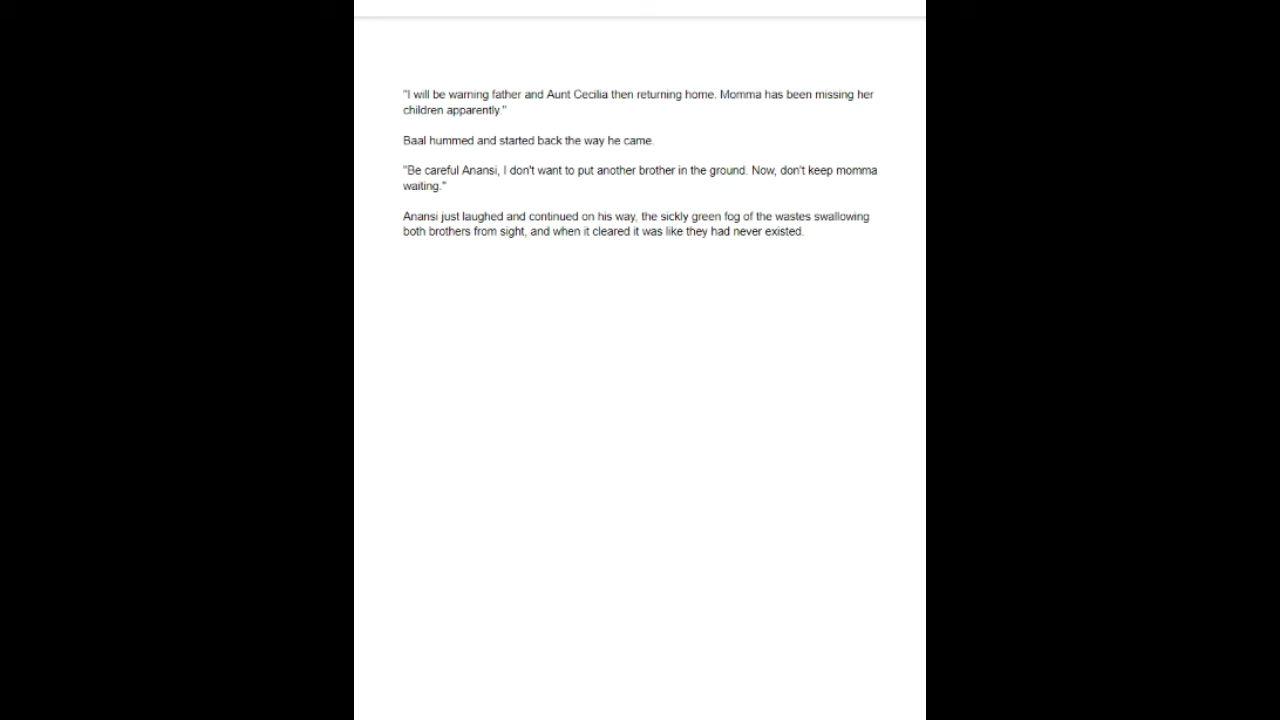 "I will be warning father and Aunt Cecilia then returning home. Momma has been missing her
children apparently."
Baal hummed and started back the way he came.
"Be careful Anansi, I don't want to put another brother in the ground. Now, don't keep momma
waiting."
Anansi just laughed and continued on his way, the sickly green fog of the wastes swallowing
both brothers from sight, and when it cleared it was like they had never existed.